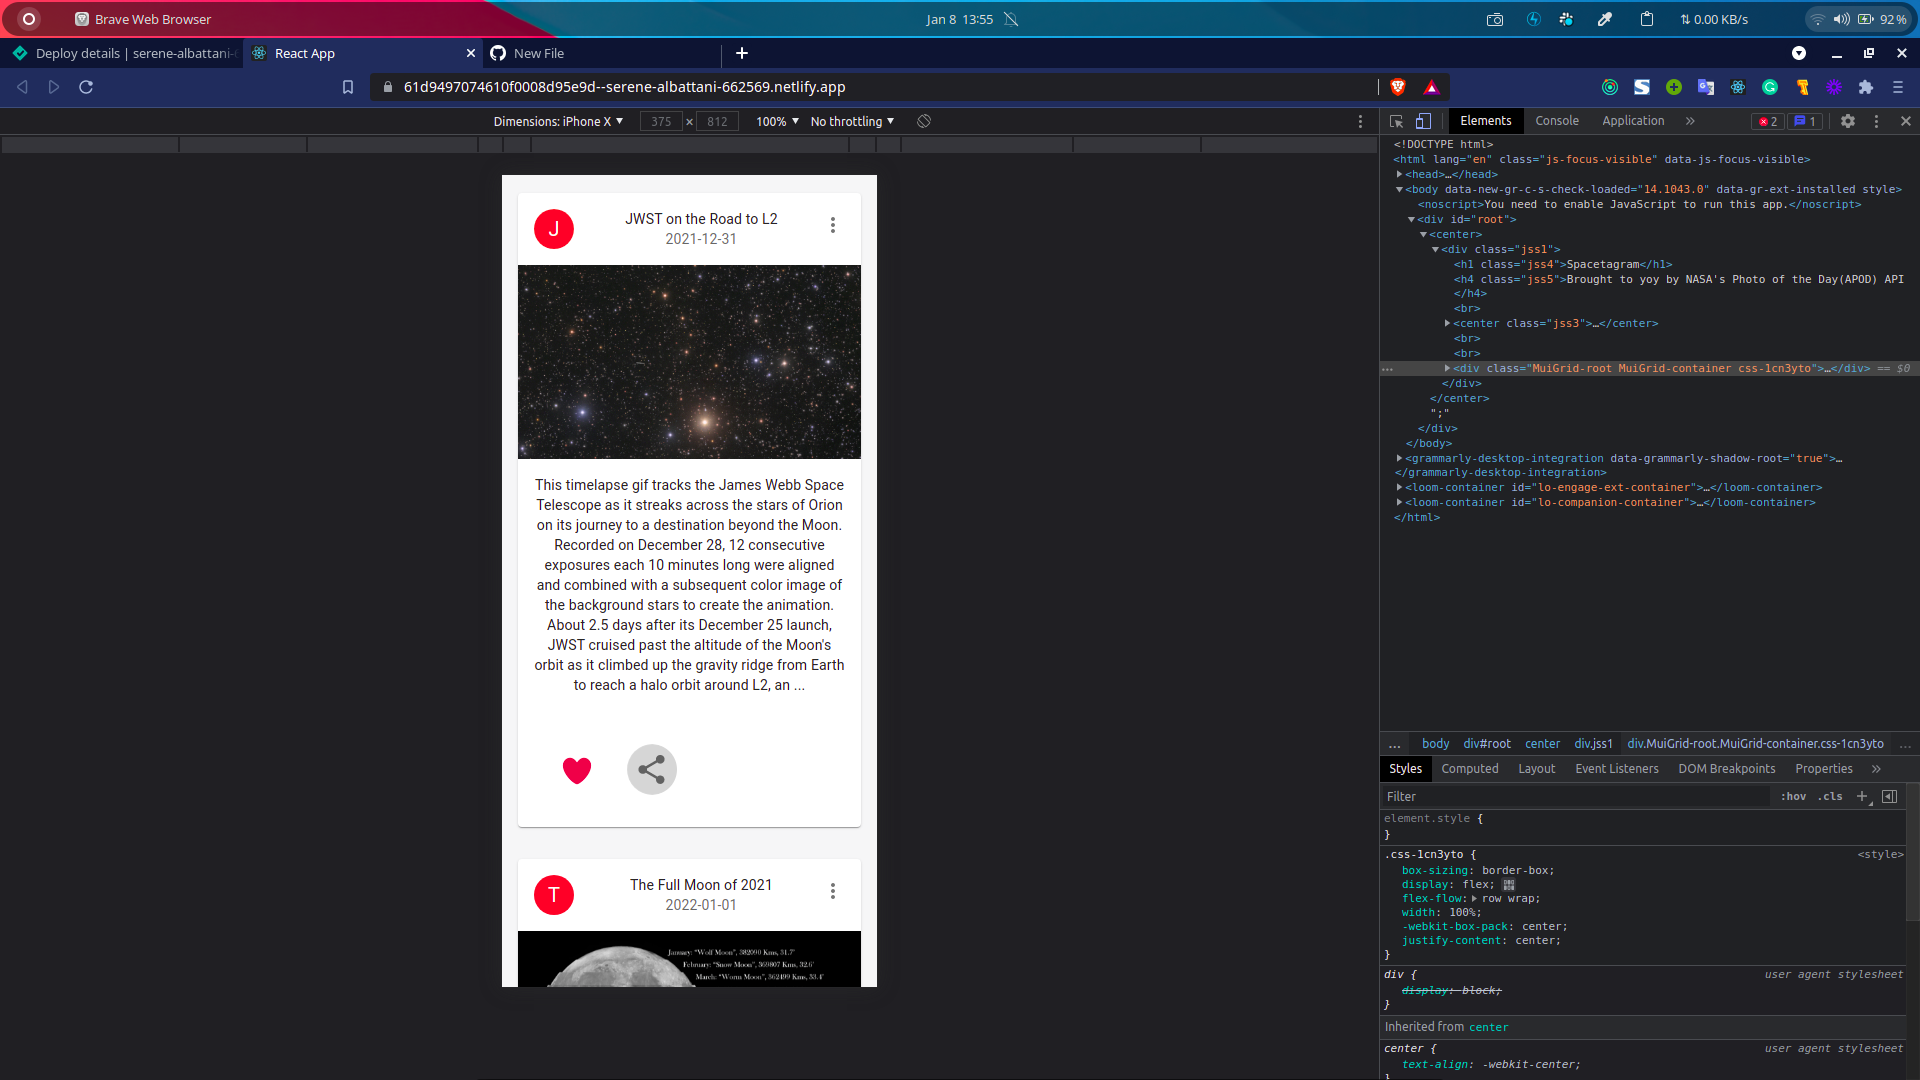 Brave Web Browser
Jan 8 13:55
0.00 KB/s
92 %
Deploy details | serene-albattani-6
React App
New File
61d9497074610f0008d95e9d--serene-albattani-662569.netlify.app
Dimensions: iPhone X
375 × 812
100%
No throttling
Elements
Console
Application
2
1
JWST on the Road to L2
2021-12-31
J
This timelapse gif tracks the James Webb Space
Telescope as it streaks across the stars of Orion
on its journey to a destination beyond the Moon.
Recorded on December 28, 12 consecutive
exposures each 10 minutes long were aligned
and combined with a subsequent color image of
the background stars to create the animation.
About 2.5 days after its December 25 launch,
JWST cruised past the altitude of the Moon's
orbit as it climbed up the gravity ridge from Earth
to reach a halo orbit around L2, an ...
T
The Full Moon of 2021
2022-01-01
January: "Wolf Moon", 382090 Kms, 31.7'
February: "Snow Moon", 369807 Kms, 32.6'
March: "Worm Moon", 362499 Kms, 33.4'
<!DOCTYPE html>
<html lang="en" class="js-focus-visible" data-js-focus-visible>
<head>…</head>
<body data-new-gr-c-s-check-loaded="14.1043.0" data-gr-ext-installed style>
<noscript>You need to enable JavaScript to run this app.</noscript>
<div id="root">
<center>
<div class="jss1">
<h1 class="jss4">Spacetagram</h1>
<h4 class="jss5">Brought to yoy by NASA's Photo of the Day(APOD) API
</h4>
<br>
<center class="jss3">…</center>
<br>
<br>
<div class="MuiGrid-root MuiGrid-container css-1cn3yto">…</div> == $0
</div>
</center>
";"
</div>
</body>
<grammarly-desktop-integration data-grammarly-shadow-root="true">…
</grammarly-desktop-integration>
<loom-container id="lo-engage-ext-container">…</loom-container>
<loom-container id="lo-companion-ext-container">…</loom-container>
</html>
... body div#root center div.jss1 div.MuiGrid-root.MuiGrid-container.css-1cn3yto ...
Styles
Computed
Layout
Event Listeners
DOM Breakpoints
Properties
Filter
:hov .cls
element.style {
}
.css-1cn3yto { <style>
box-sizing: border-box;
display: flex;
flex-flow: row wrap;
width: 100%;
-webkit-box-pack: center;
justify-content: center;
}
div { user agent stylesheet
display: block;
}
Inherited from center
center { user agent stylesheet
text-align: -webkit-center;
}